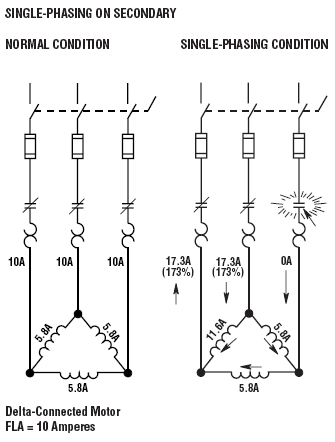 SINGLE-PHASING ON SECONDARY
NORMAL CONDITION
SINGLE-PHASING CONDITION
10A
10A
10A
5.8A
5.8A
5.8A
17.3A
(173%)
17.3A
(173%)
0A
11.6A
5.8A
5.8A
Delta-Connected Motor
FLA = 10 Amperes